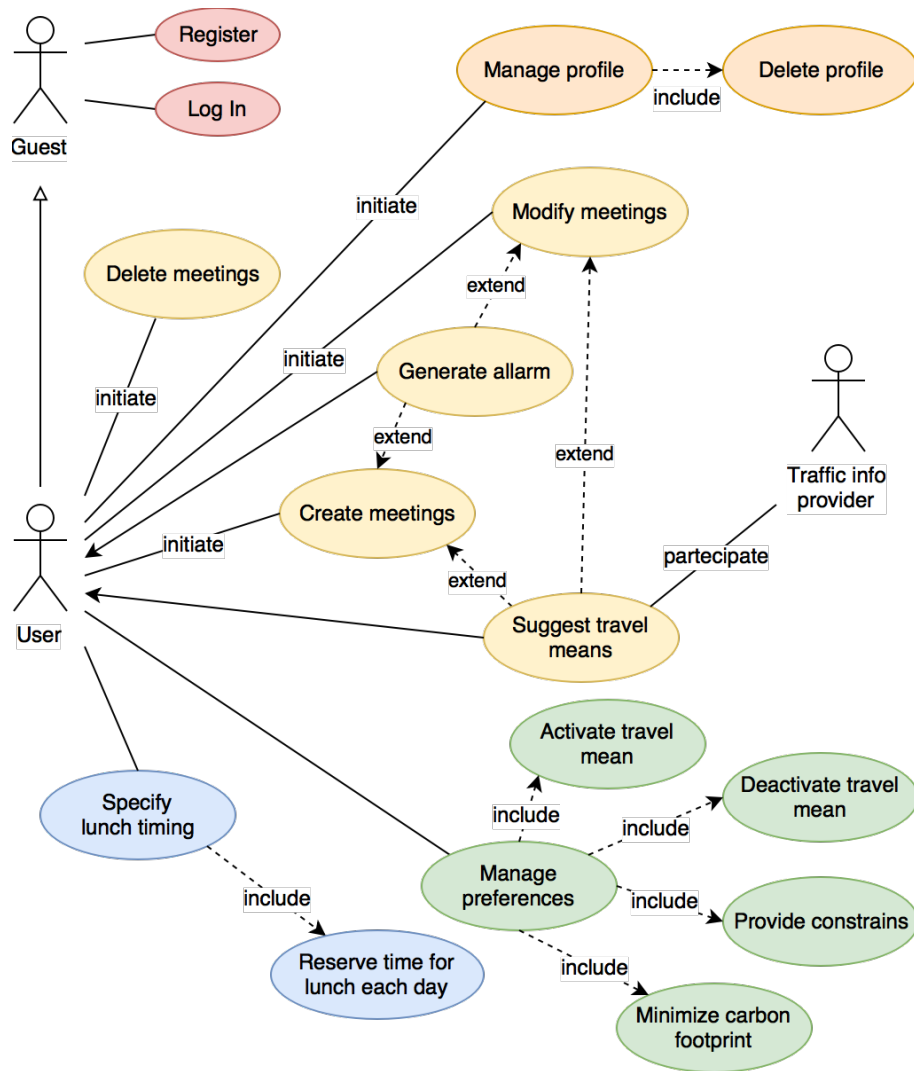 Register
Manage profile
Delete profile
include
Log In
Guest
initiate
Modify meetings
Delete meetings
extend
initiate
Generate allarm
initiate
extend
extend
Traffic info
provider
Create meetings
initiate
partecipate
extend
User
Suggest travel
means
Activate travel
mean
Deactivate travel
mean
Specify
lunch timing
include
include
Manage
preferences
include
include
Provide constrains
Reserve time for
lunch each day
include
Minimize carbon
footprint